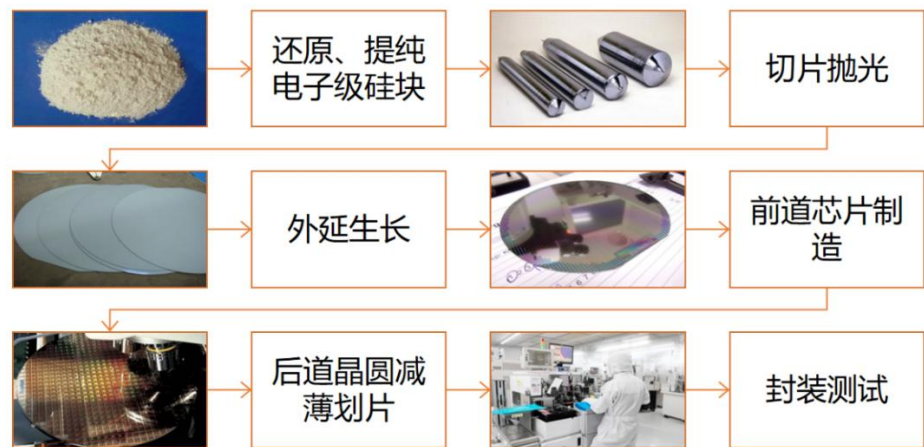 还原、提纯
电子级硅块
切片抛光
外延生长
前道芯片制
造
后道晶圆减
薄划片
封装测试